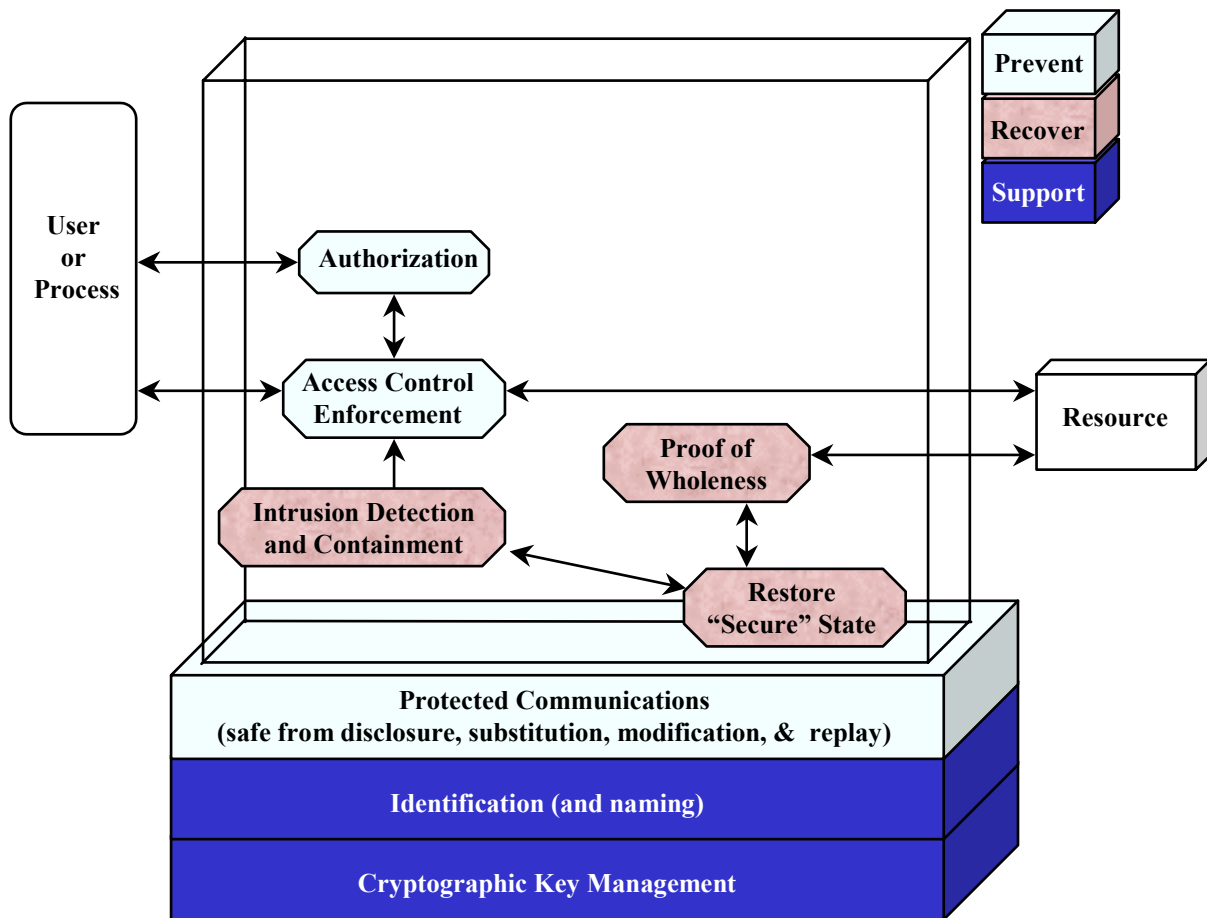 Prevent
Recover
Support
User
or
Process
Authorization
Access Control
Enforcement
Resource
Proof of
Wholeness
Intrusion Detection
and Containment
Restore
“Secure” State
Protected Communications
(safe from disclosure, substitution, modification, & replay)
Identification (and naming)
Cryptographic Key Management